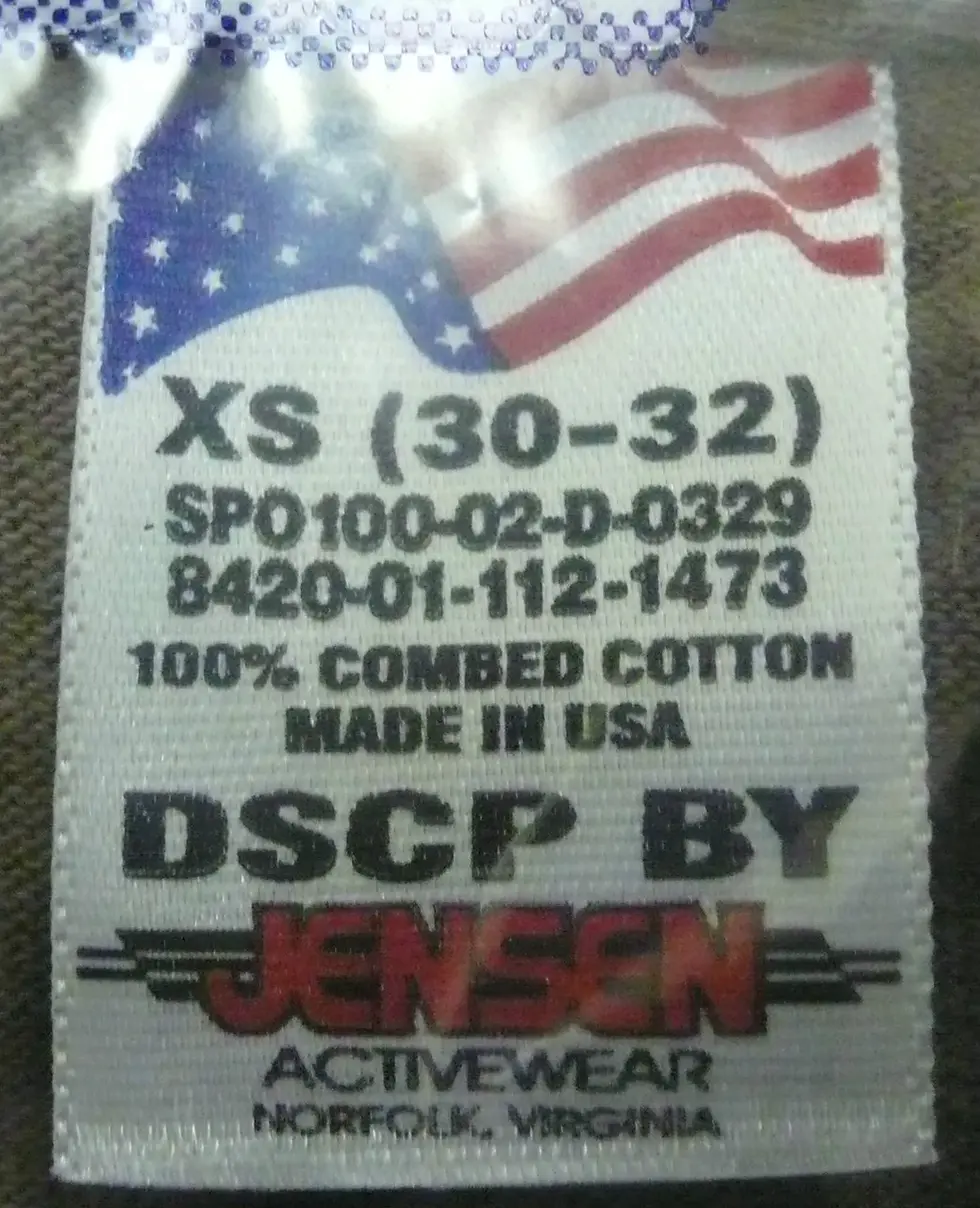 XS (30-32)
SPO100-02-D-0329
8420-01-112-1473
100% COMBED COTTON
MADE IN USA
DSCP BY
JENSEN
ACTIVEWEAR
NORFOLK, VIRGINIA